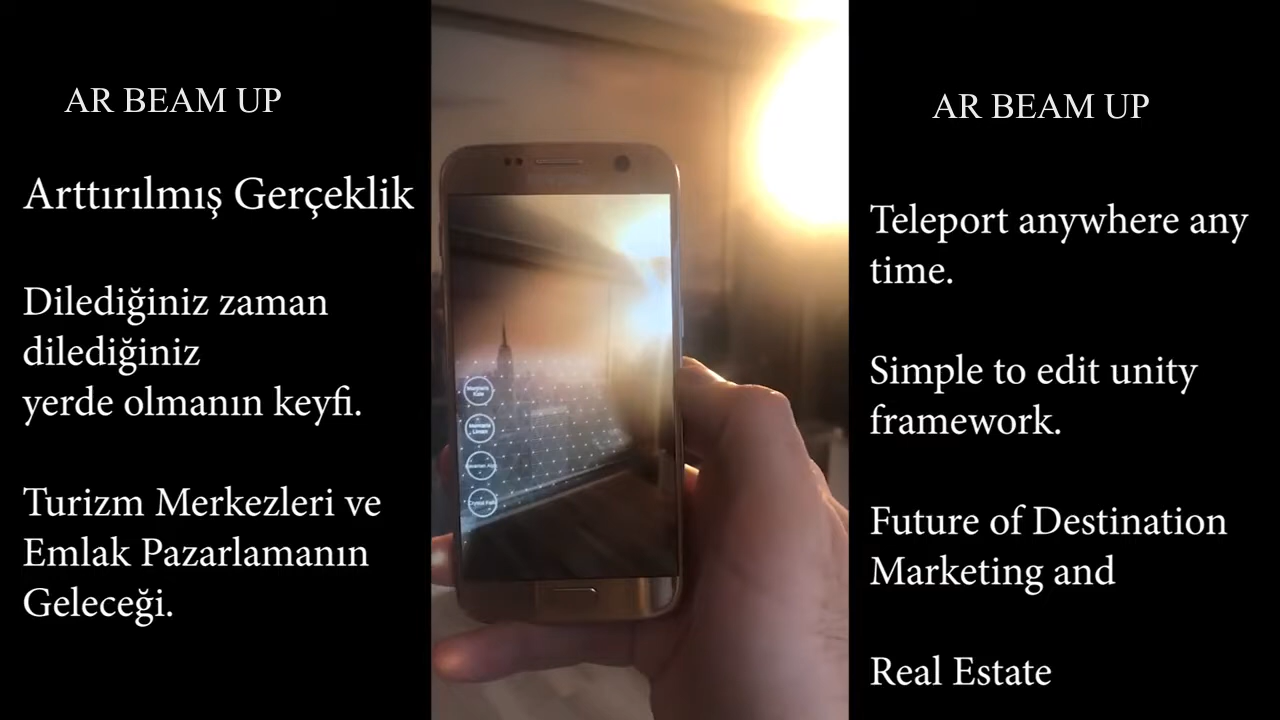 AR BEAM UP
Arttırılmış Gerçeklik
Dilediğiniz zaman
dilediğiniz
yerde olmanın keyfi.
Turizm Merkezleri ve
Emlak Pazarlamanın
Geleceği.
AR BEAM UP
Teleport anywhere any
time.
Simple to edit unity
framework.
Future of Destination
Marketing and
Real Estate